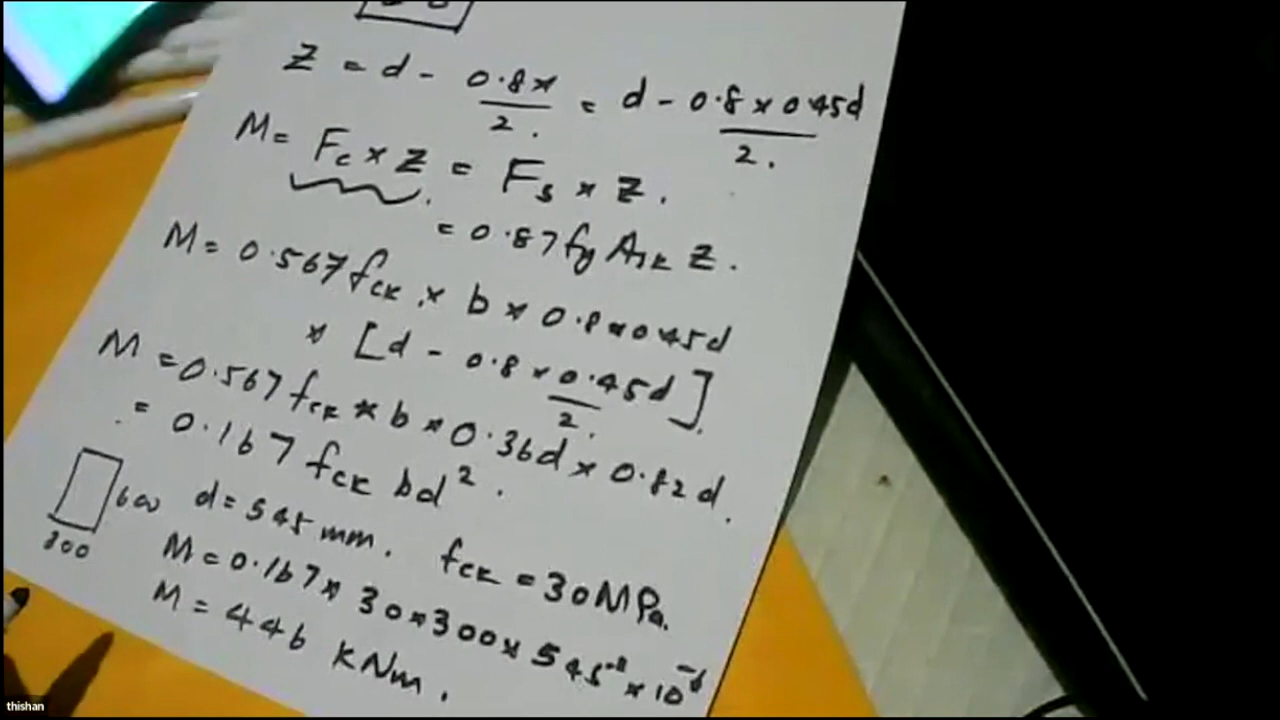 Z = d - 0.8x/2. = d - 0.8 x 0.45d/2.
M = Fc x Z = Fs x Z.
= 0.87 fy Ask Z.
M = 0.567 fck x b x 0.8 x 0.45d
x [d - 0.8 x 0.45d/2.].
M = 0.567 fck x b x 0.36d x 0.82d.
= 0.167 fck bd².
600 d = 545 mm. fck = 30MPa.
300
M = 0.167 x 30 x 300 x 545² x 10⁻⁶
M = 446 kNm.
thishan